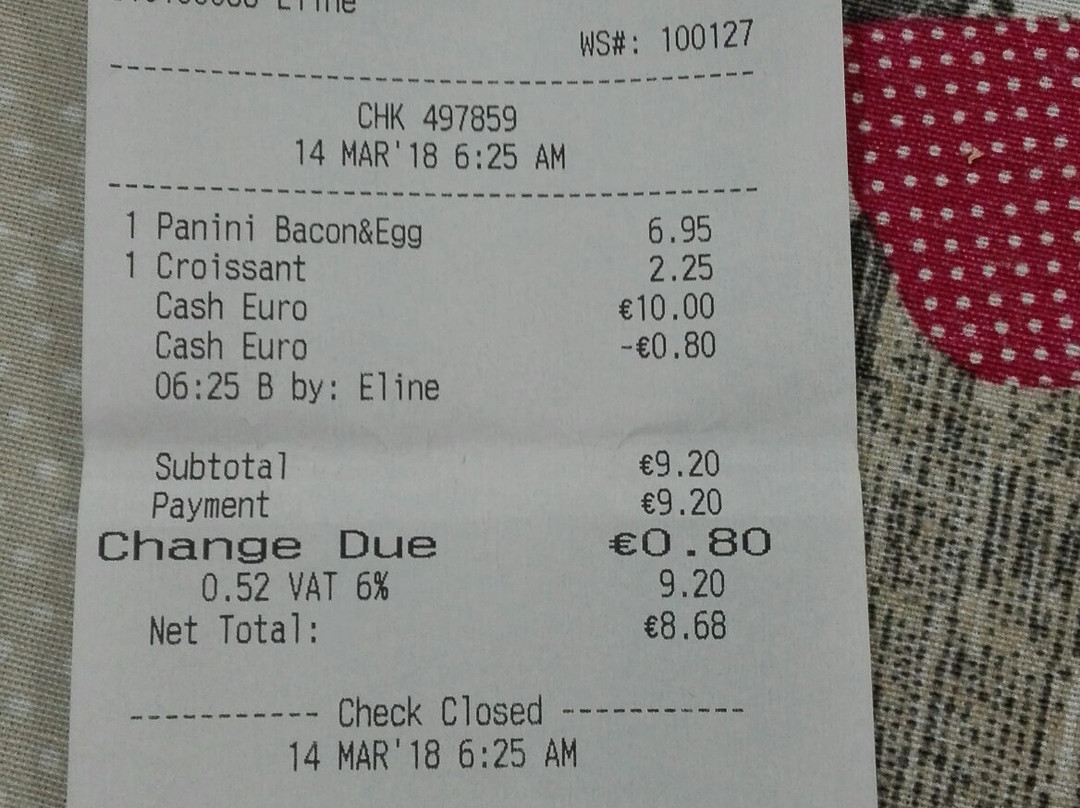 Eline
WS#: 100127
CHK 497859
14 MAR'18 6:25 AM
1 Panini Bacon&Egg 6.95
1 Croissant 2.25
Cash Euro €10.00
Cash Euro -€0.80
06:25 B by: Eline
Subtotal €9.20
Payment €9.20
Change Due €0.80
0.52 VAT 6% 9.20
Net Total: €8.68
----------- Check Closed -----------
14 MAR'18 6:25 AM